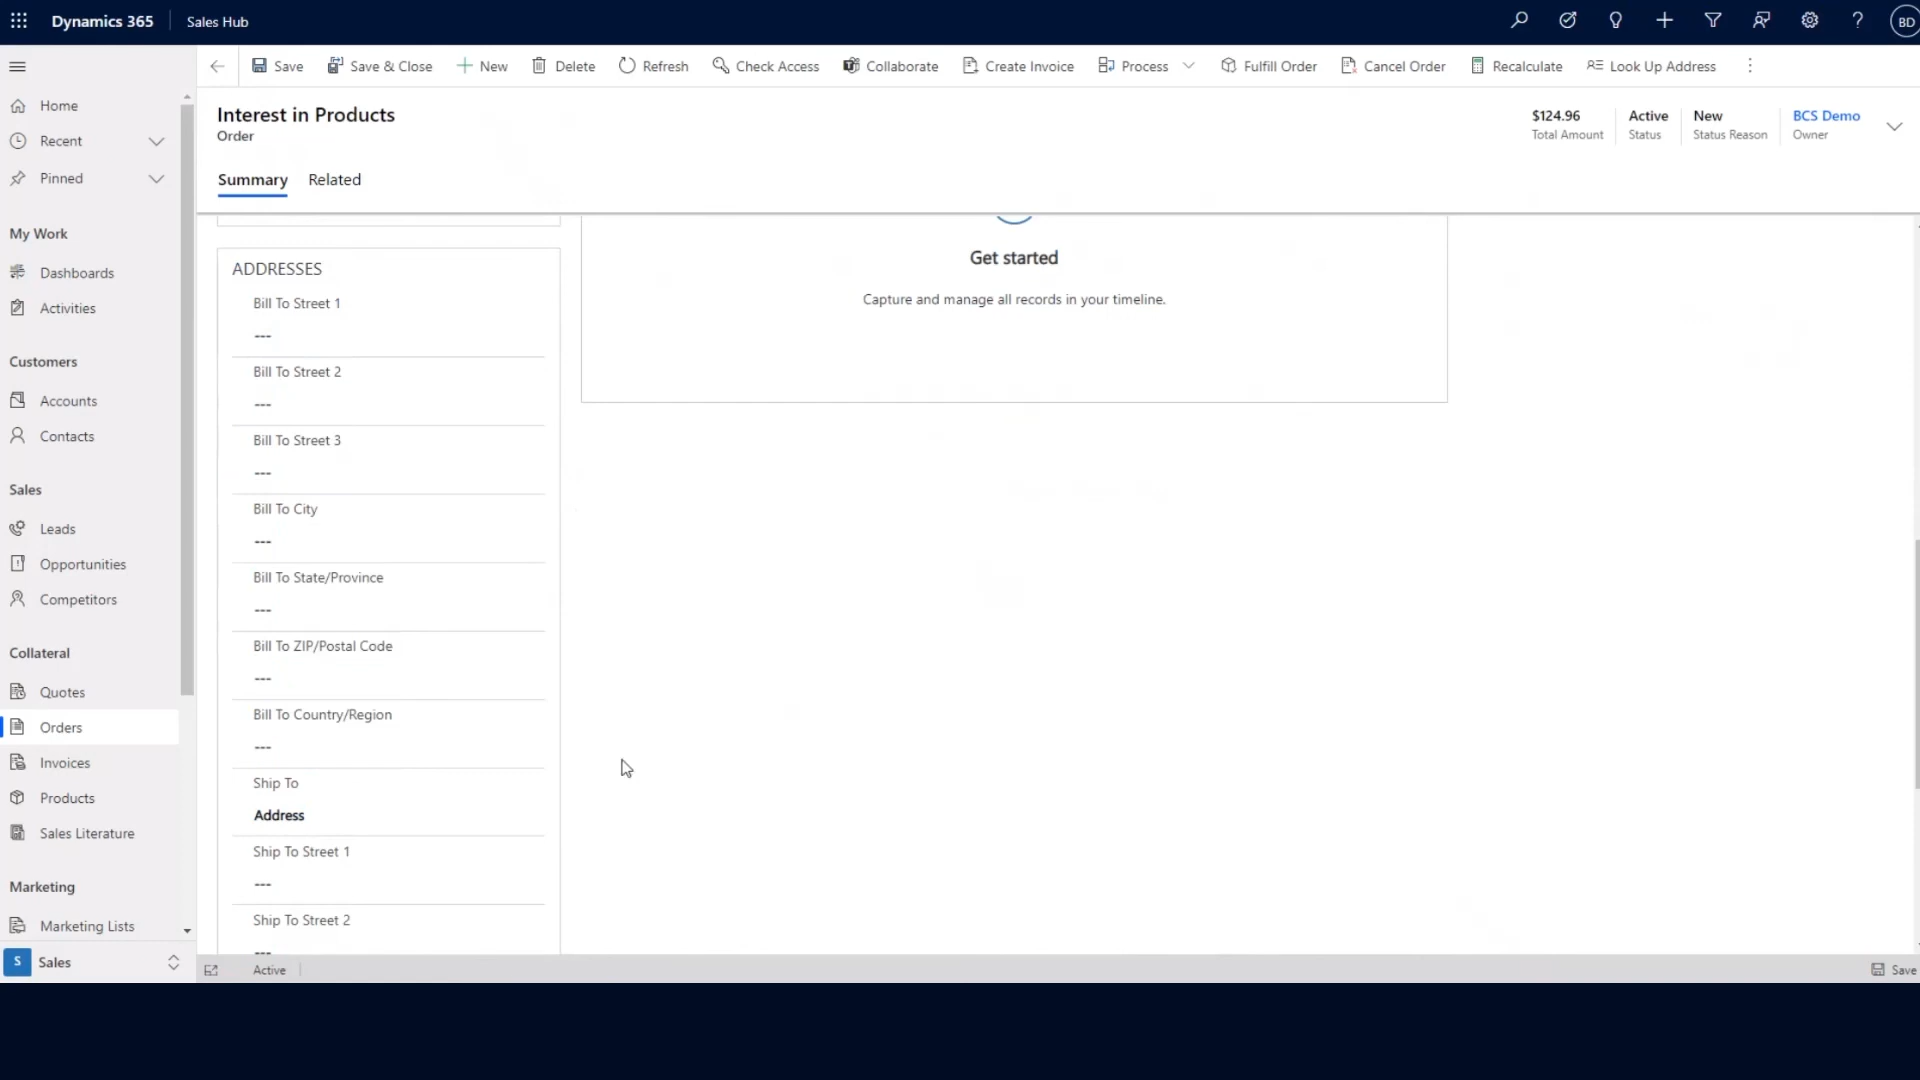 Dynamics 365
Sales Hub
BD
Save
Save & Close
New
Delete
Refresh
Check Access
Collaborate
Create Invoice
Process
Fulfill Order
Cancel Order
Recalculate
Look Up Address
Home
Recent
Pinned
My Work
Dashboards
Activities
Customers
Accounts
Contacts
Sales
Leads
Opportunities
Competitors
Collateral
Quotes
Orders
Invoices
Products
Sales Literature
Marketing
Marketing Lists
S Sales
Interest in Products
Order
$124.96
Total Amount
Active
Status
New
Status Reason
BCS Demo
Owner
Summary
Related
ADDRESSES
Bill To Street 1
---
Bill To Street 2
---
Bill To Street 3
---
Bill To City
---
Bill To State/Province
---
Bill To ZIP/Postal Code
---
Bill To Country/Region
---
Ship To
Address
Ship To Street 1
---
Ship To Street 2
---
Get started
Capture and manage all records in your timeline.
Active
Save